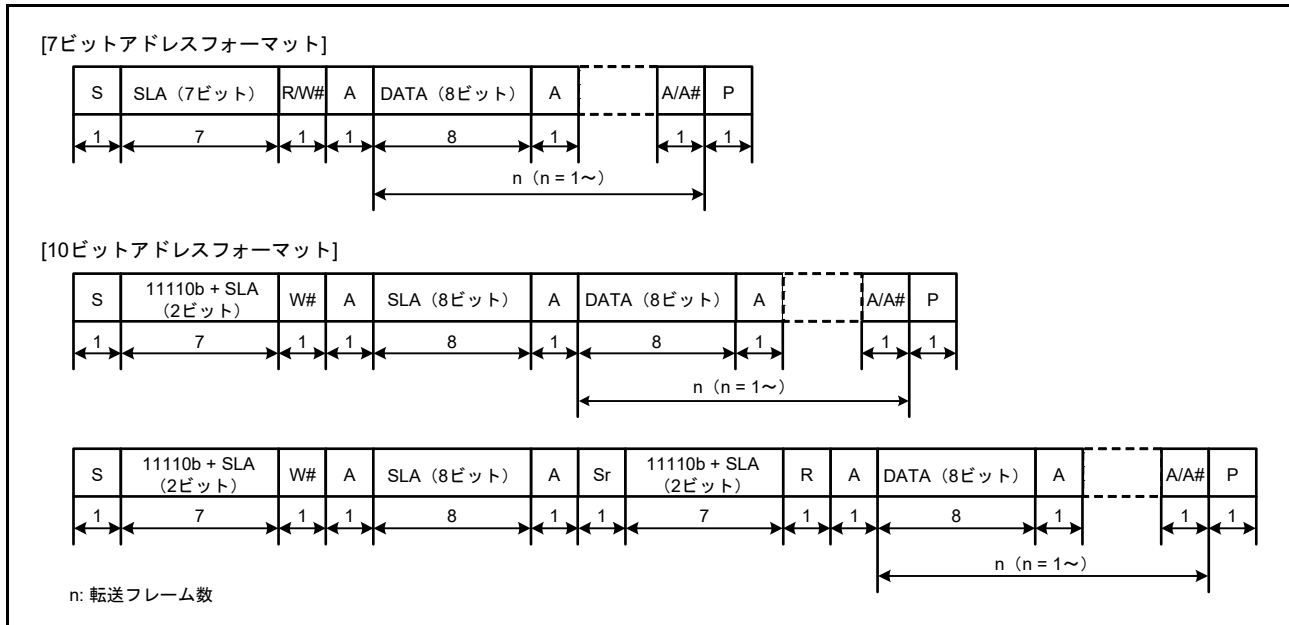 [7ビットアドレスフォーマット]
S SLA（7ビット） R/W# A DATA（8ビット） A A/A# P
1 7 1 1 8 1 1 1
n（n = 1～）
[10ビットアドレスフォーマット]
S 11110b + SLA（2ビット） W# A SLA（8ビット） A DATA（8ビット） A A/A# P
1 7 1 1 8 1 8 1 1 1
n（n = 1～）
S 11110b + SLA（2ビット） W# A SLA（8ビット） A Sr 11110b + SLA（2ビット） R A DATA（8ビット） A A/A# P
1 7 1 1 8 1 1 7 1 1 8 1 1 1
n（n = 1～）
n: 転送フレーム数